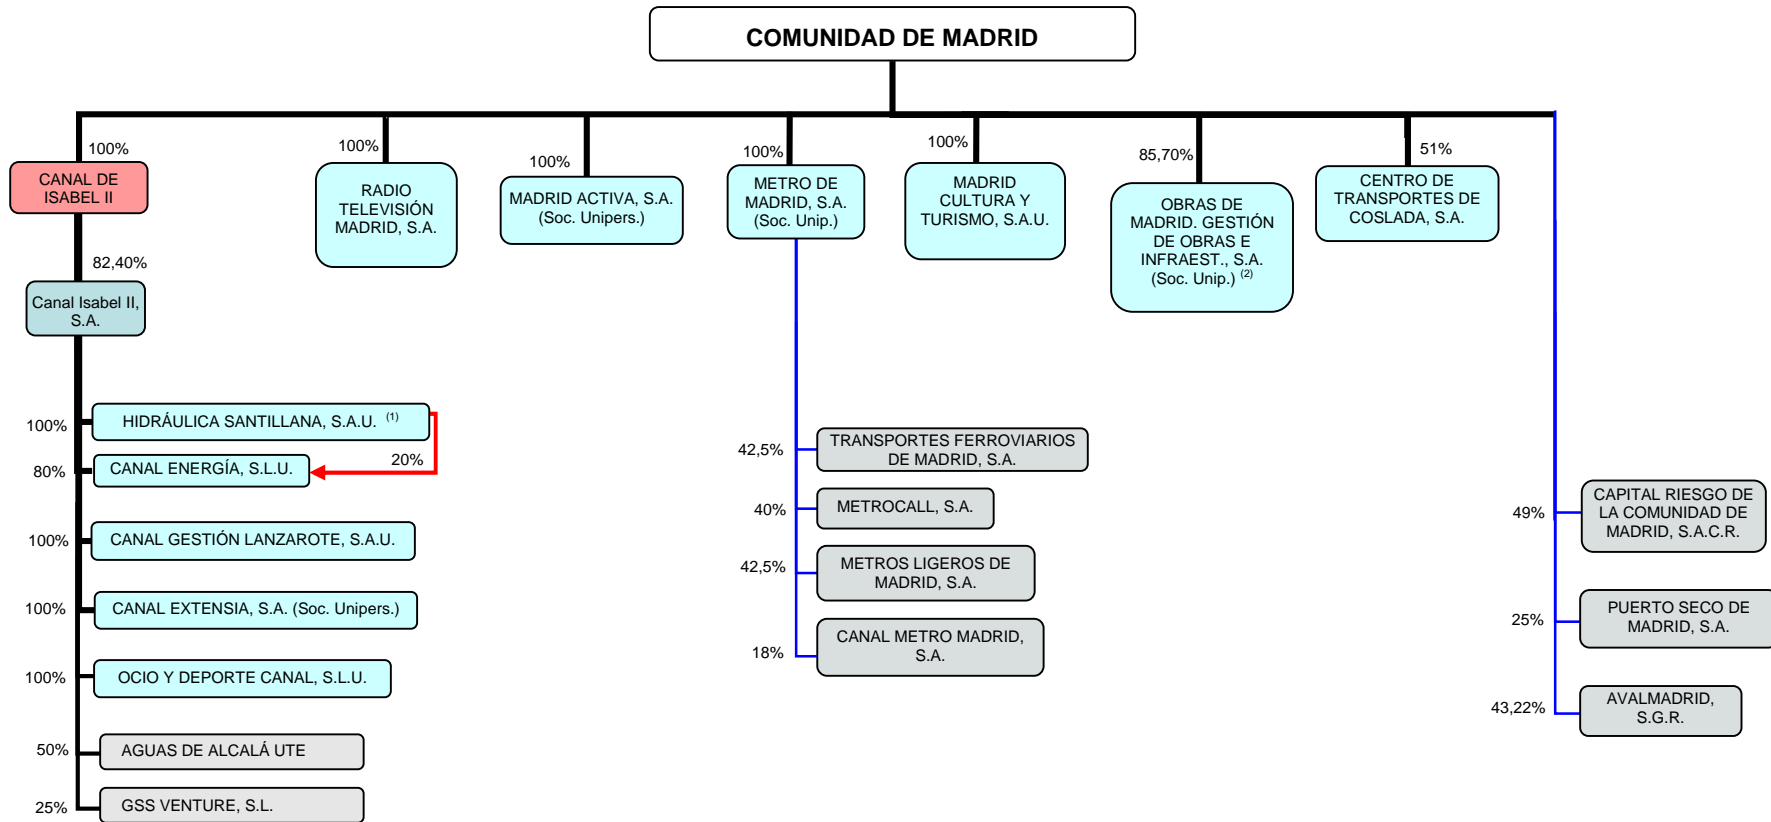 COMUNIDAD DE MADRID
100%
CANAL DE
ISABEL II
100%
RADIO
TELEVISIÓN
MADRID, S.A.
100%
MADRID ACTIVA, S.A.
(Soc. Unipers.)
100%
METRO DE
MADRID, S.A.
(Soc. Unip.)
100%
MADRID
CULTURA Y
TURISMO, S.A.U.
85,70%
OBRAS DE
MADRID. GESTIÓN
DE OBRAS E
INFRAEST., S.A.
(Soc. Unip.) (2)
51%
CENTRO DE
TRANSPORTES DE
COSLADA, S.A.
82,40%
Canal Isabel II,
S.A.
100%
HIDRÁULICA SANTILLANA, S.A.U. (1)
80%
CANAL ENERGÍA, S.L.U.
20%
100%
CANAL GESTIÓN LANZAROTE, S.A.U.
100%
CANAL EXTENSIA, S.A. (Soc. Unipers.)
100%
OCIO Y DEPORTE CANAL, S.L.U.
50%
AGUAS DE ALCALÁ UTE
25%
GSS VENTURE, S.L.
42,5%
TRANSPORTES FERROVIARIOS
DE MADRID, S.A.
40%
METROCALL, S.A.
42,5%
METROS LIGEROS DE
MADRID, S.A.
18%
CANAL METRO MADRID,
S.A.
49%
CAPITAL RIESGO DE
LA COMUNIDAD DE
MADRID, S.A.C.R.
25%
PUERTO SECO DE
MADRID, S.A.
43,22%
AVALMADRID,
S.G.R.